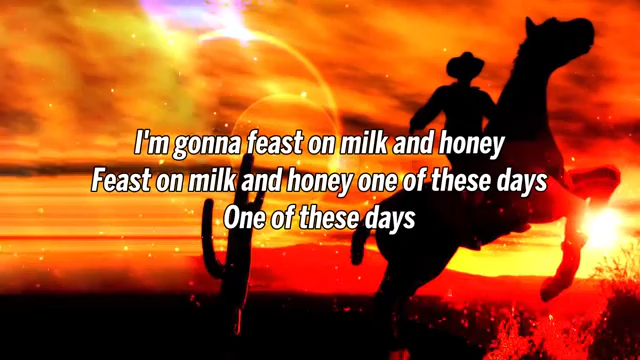 I'm gonna feast on milk and honey
Feast on milk and honey one of these days
One of these days